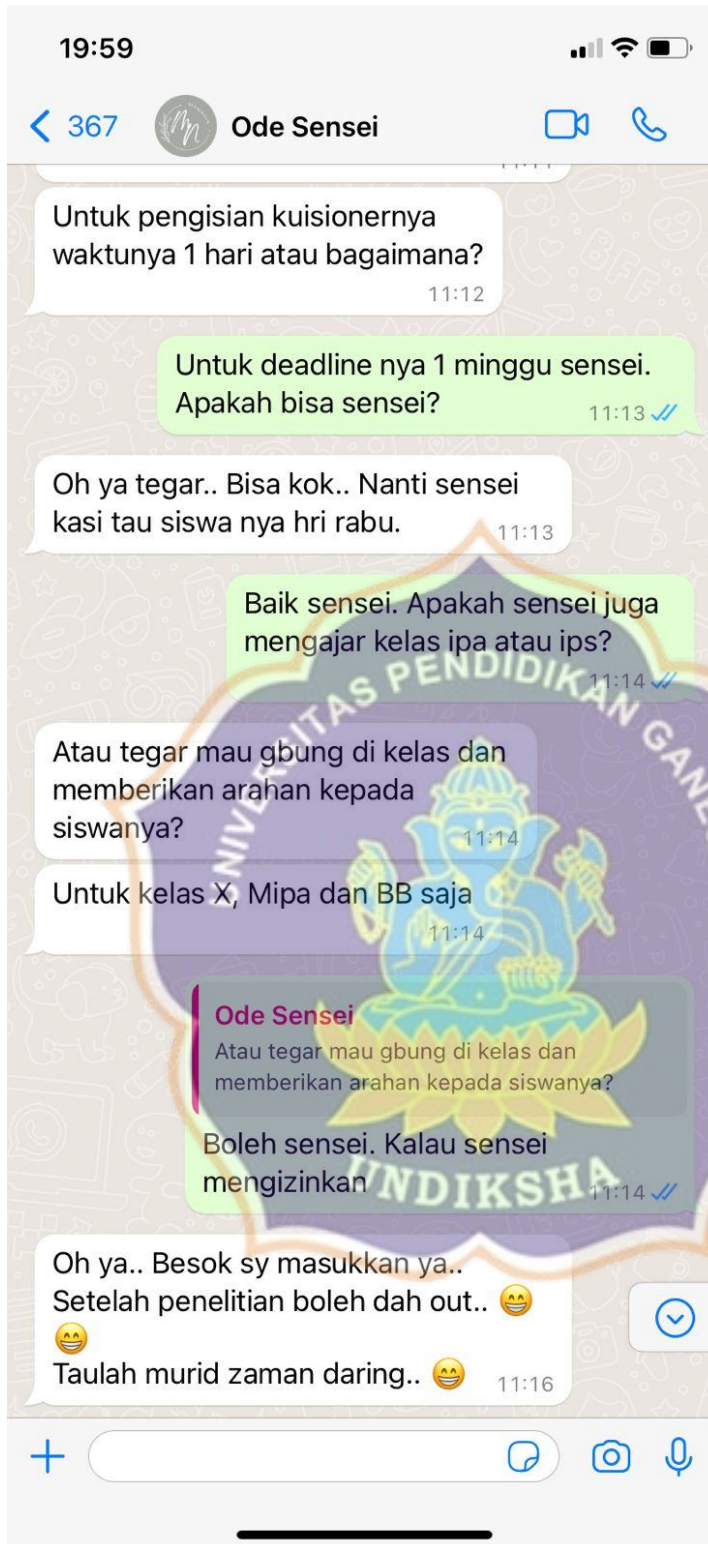 19:59
367
Ode Sensei
Untuk pengisian kuisionernya
waktunya 1 hari atau bagaimana?
11:12
Untuk deadline nya 1 minggu sensei.
Apakah bisa sensei?
11:13
Oh ya tegar.. Bisa kok.. Nanti sensei
kasi tau siswa nya hri rabu.
11:13
Baik sensei. Apakah sensei juga
mengajar kelas ipa atau ips?
11:14
Atau tegar mau gbung di kelas dan
memberikan arahan kepada
siswanya?
11:14
Untuk kelas X, Mipa dan BB saja
11:14
Ode Sensei
Atau tegar mau gbung di kelas dan
memberikan arahan kepada siswanya?
Boleh sensei. Kalau sensei
mengizinkan
11:14
Oh ya.. Besok sy masukkan ya..
Setelah penelitian boleh dah out.. 😁
😁
Taulah murid zaman daring.. 😁
11:16
UNDIKSHA